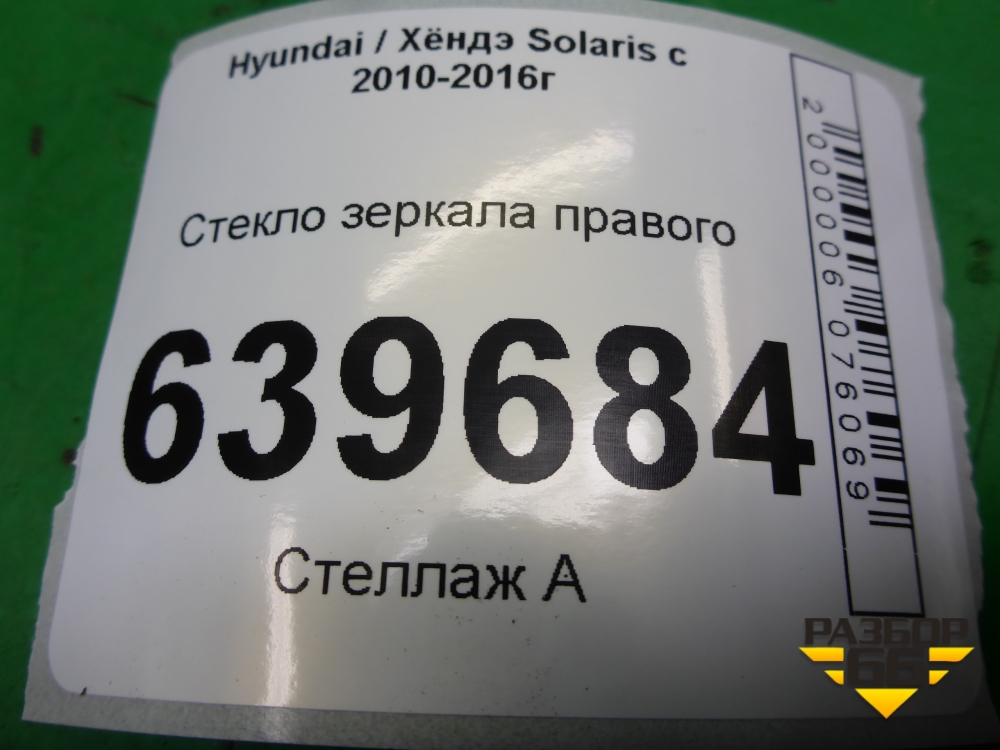 Hyundai / Хёндэ Solaris с
2010-2016г
Стекло зеркала правого
639684
Стеллаж А
2000006076069
РАЗБОР
66